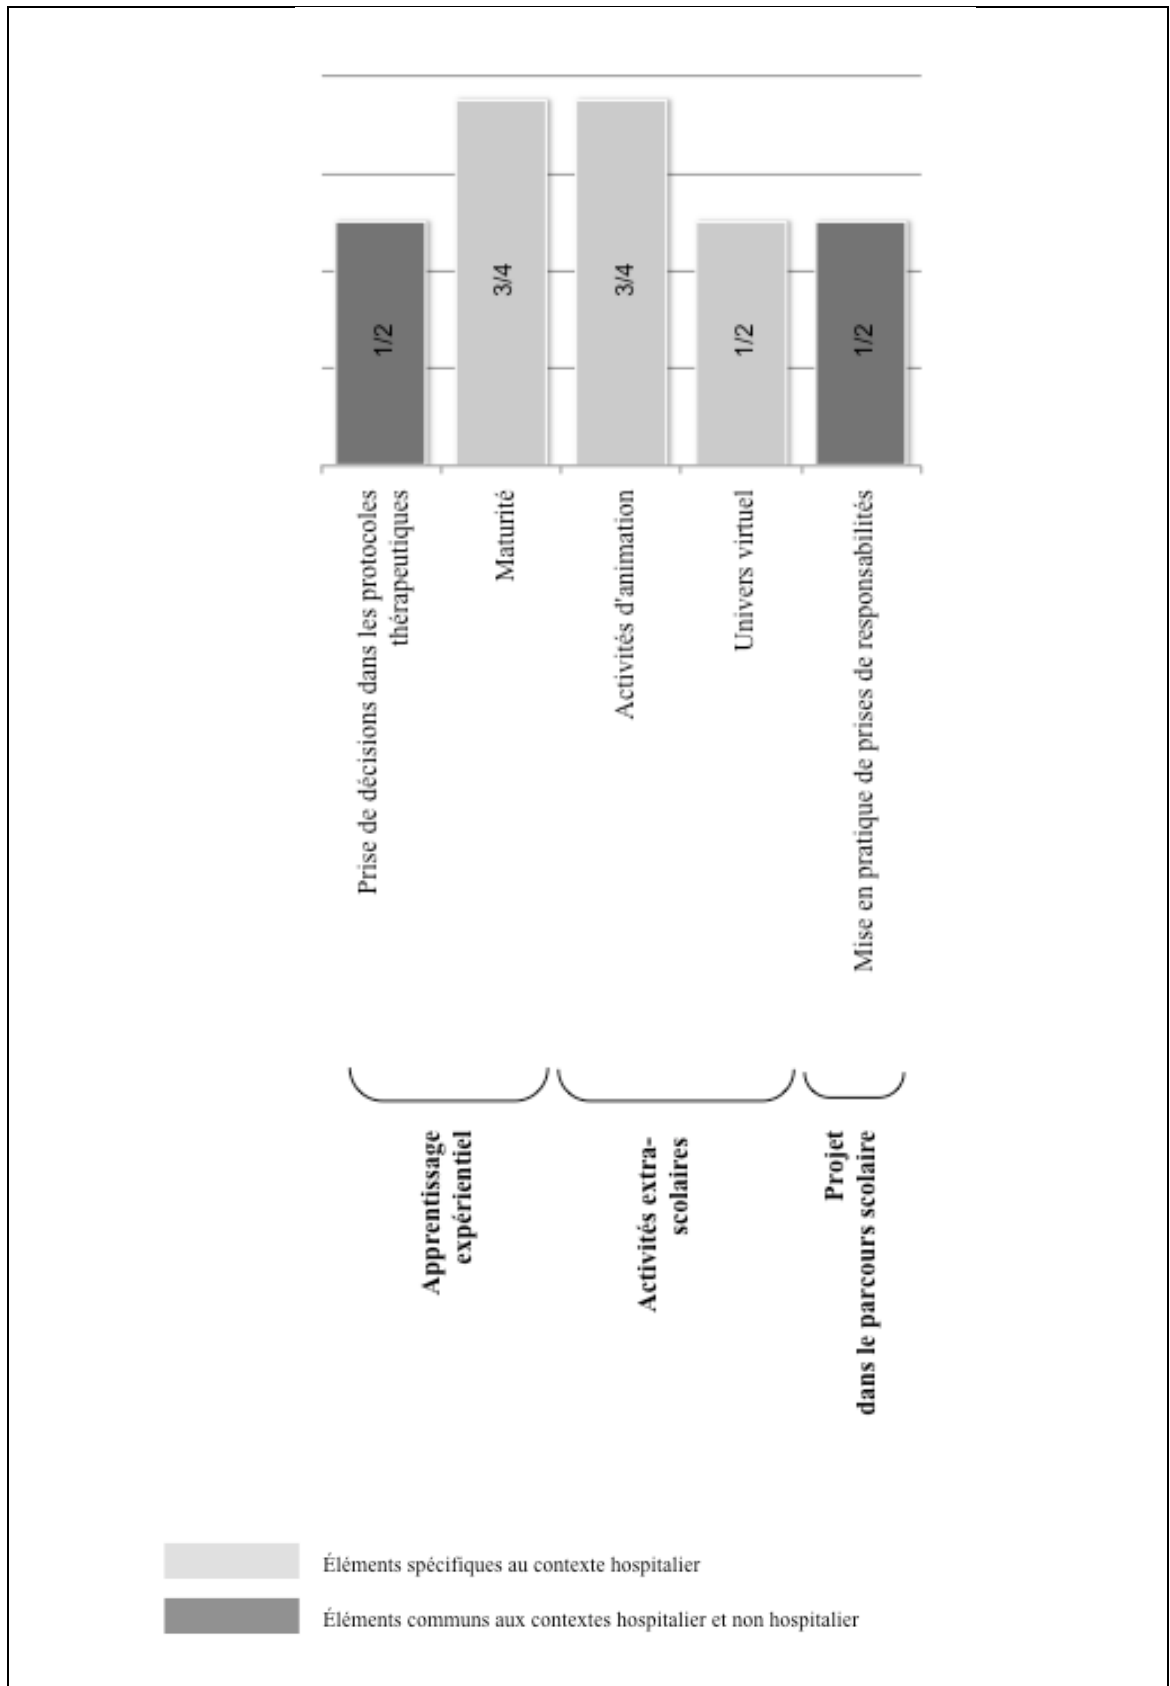 1/2
3/4
3/4
1/2
1/2
Prise de décisions dans les protocoles
thérapeutiques
Maturité
Activités d'animation
Univers virtuel
Mise en pratique de prises de responsabilités
Apprentissage
expérientiel
Activités extra-
scolaires
Projet
dans le parcours scolaire
Éléments spécifiques au contexte hospitalier
Éléments communs aux contextes hospitalier et non hospitalier